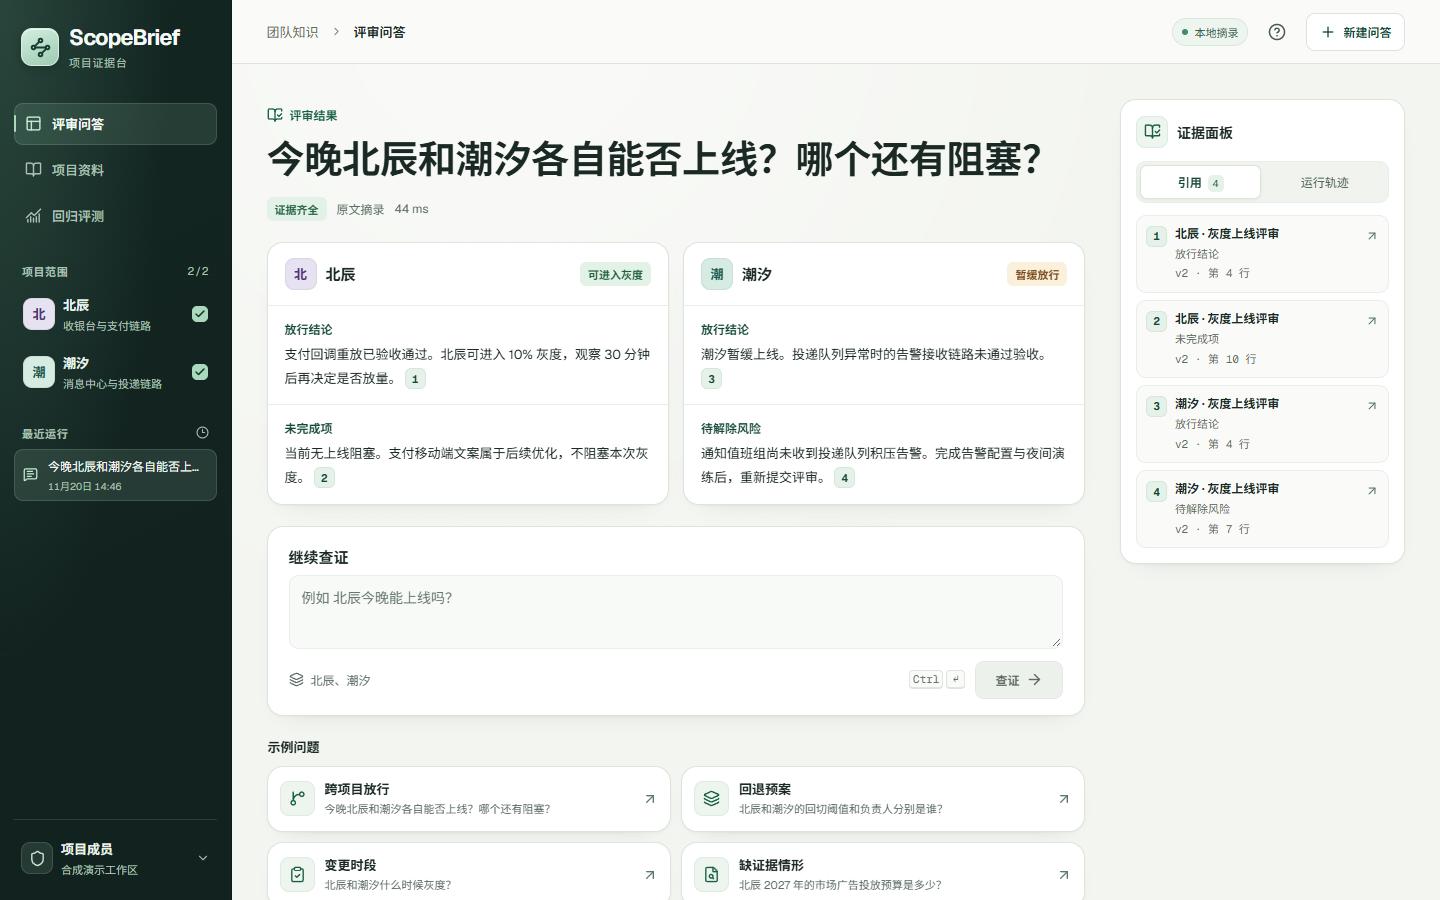 ScopeBrief
项目证据台
评审问答
项目资料
回归评测
项目范围 2/2
北 北辰
收银台与支付链路
潮 潮汐
消息中心与投递链路
最近运行
今晚北辰和潮汐各自能否上...
11月20日 14:46
项目成员
合成演示工作区
团队知识 > 评审问答
本地摘录
新建问答
评审结果
今晚北辰和潮汐各自能否上线？哪个还有阻塞？
证据齐全 原文摘录 44 ms
北 北辰 可进入灰度
放行结论
支付回调重放已验收通过。北辰可进入 10% 灰度，观察 30 分钟
后再决定是否放量。 1
未完成项
当前无上线阻塞。支付移动端文案属于后续优化，不阻塞本次灰
度。 2
潮 潮汐 暂缓放行
放行结论
潮汐暂缓上线。投递队列异常时的告警接收链路未通过验收。
3
待解除风险
通知值班组尚未收到投递队列积压告警。完成告警配置与夜间演
练后，重新提交评审。 4
继续查证
例如 北辰今晚能上线吗？
北辰、潮汐
Ctrl ↵
查证 →
示例问题
跨项目放行
今晚北辰和潮汐各自能否上线？哪个还有阻塞？
回退预案
北辰和潮汐的回切阈值和负责人分别是谁？
变更时段
北辰和潮汐什么时候灰度？
缺证据情形
北辰 2027 年的市场广告投放预算是多少？
证据面板
引用 4 运行轨迹
1 北辰 · 灰度上线评审
放行结论
v2 · 第 4 行
2 北辰 · 灰度上线评审
未完成项
v2 · 第 10 行
3 潮汐 · 灰度上线评审
放行结论
v2 · 第 4 行
4 潮汐 · 灰度上线评审
待解除风险
v2 · 第 7 行